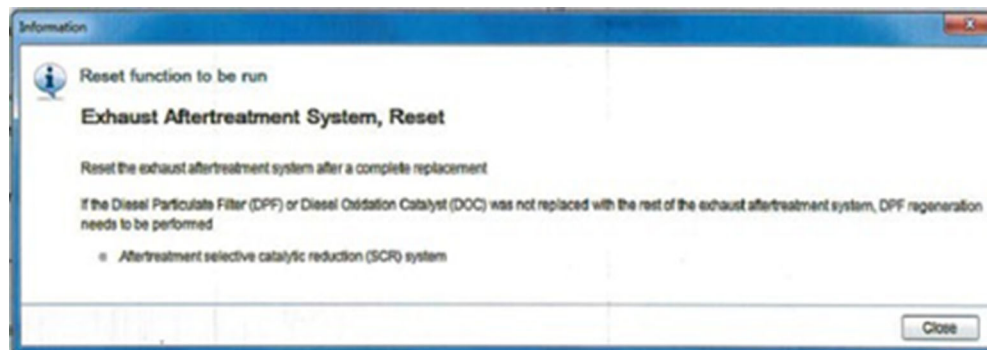 Information
Reset function to be run
Exhaust Aftertreatment System, Reset
Reset the exhaust aftertreatment system after a complete replacement
If the Diesel Particulate Filter (DPF) or Diesel Oxidation Catalyst (DOC) was not replaced with the rest of the exhaust aftertreatment system, DPF regeneration
needs to be performed
Aftertreatment selective catalytic reduction (SCR) system
Close